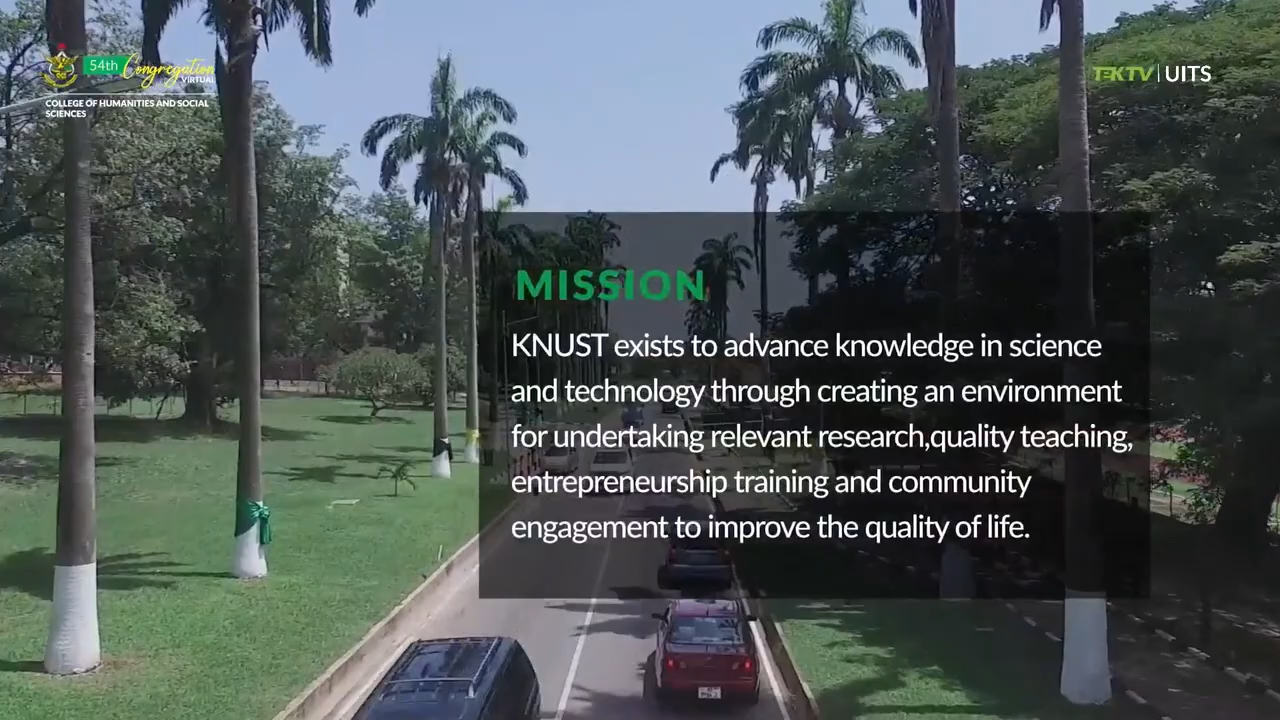 54th Congregation
VIRTUAL
COLLEGE OF HUMANITIES AND SOCIAL
SCIENCES
TEKTV | UITS
MISSION
KNUST exists to advance knowledge in science
and technology through creating an environment
for undertaking relevant research,quality teaching,
entrepreneurship training and community
engagement to improve the quality of life.